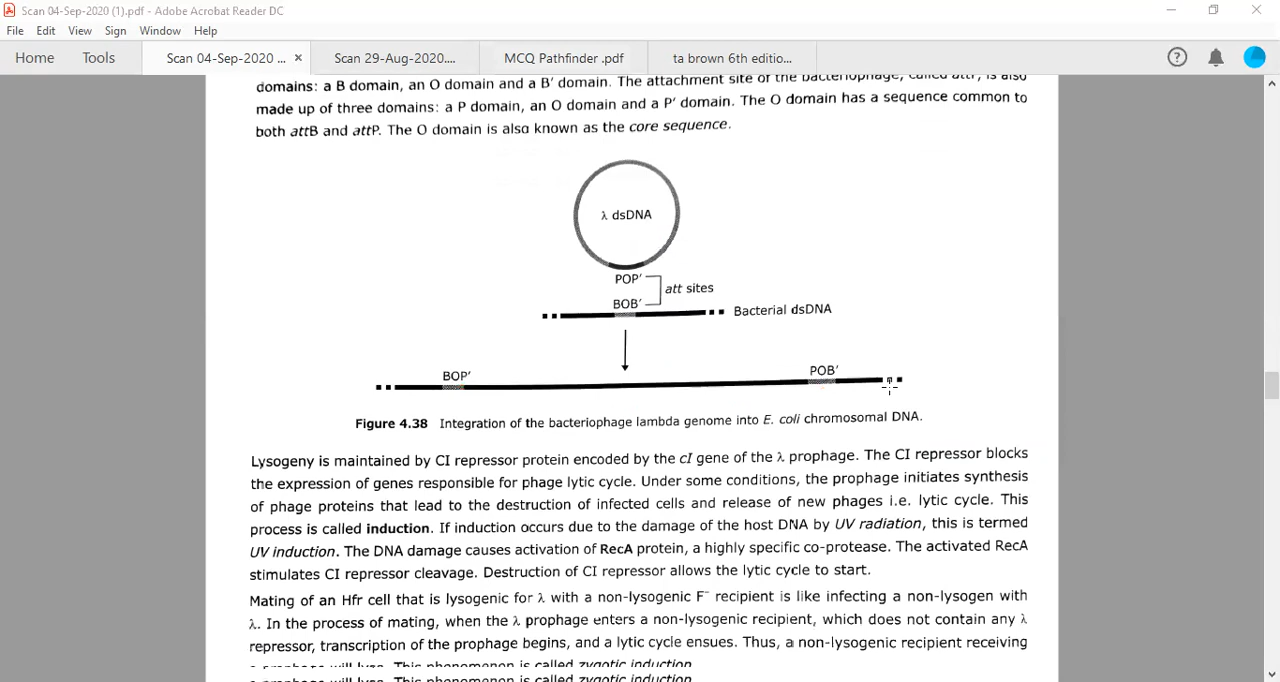 Scan 04-Sep-2020 (1).pdf - Adobe Acrobat Reader DC
File Edit View Sign Window Help
Home Tools Scan 04-Sep-2020 ... × Scan 29-Aug-2020.... MCQ Pathfinder .pdf ta brown 6th editio...
domains: a B domain, an O domain and a B′ domain. The attachment site of the bacteriophage, called attP, is also
made up of three domains: a P domain, an O domain and a P′ domain. The O domain has a sequence common to
both attB and attP. The O domain is also known as the core sequence.
λ dsDNA
POP′
att sites
BOB′
Bacterial dsDNA
BOP′ POB′
Figure 4.38 Integration of the bacteriophage lambda genome into E. coli chromosomal DNA.
Lysogeny is maintained by CI repressor protein encoded by the cI gene of the λ prophage. The CI repressor blocks
the expression of genes responsible for phage lytic cycle. Under some conditions, the prophage initiates synthesis
of phage proteins that lead to the destruction of infected cells and release of new phages i.e. lytic cycle. This
process is called induction. If induction occurs due to the damage of the host DNA by UV radiation, this is termed
UV induction. The DNA damage causes activation of RecA protein, a highly specific co-protease. The activated RecA
stimulates CI repressor cleavage. Destruction of CI repressor allows the lytic cycle to start.
Mating of an Hfr cell that is lysogenic for λ with a non-lysogenic F⁻ recipient is like infecting a non-lysogen with
λ. In the process of mating, when the λ prophage enters a non-lysogenic recipient, which does not contain any λ
repressor, transcription of the prophage begins, and a lytic cycle ensues. Thus, a non-lysogenic recipient receiving
a prophage will lyse. This phenomenon is called zygotic induction.
a prophage will lyse. This phenomenon is called zygotic induction.